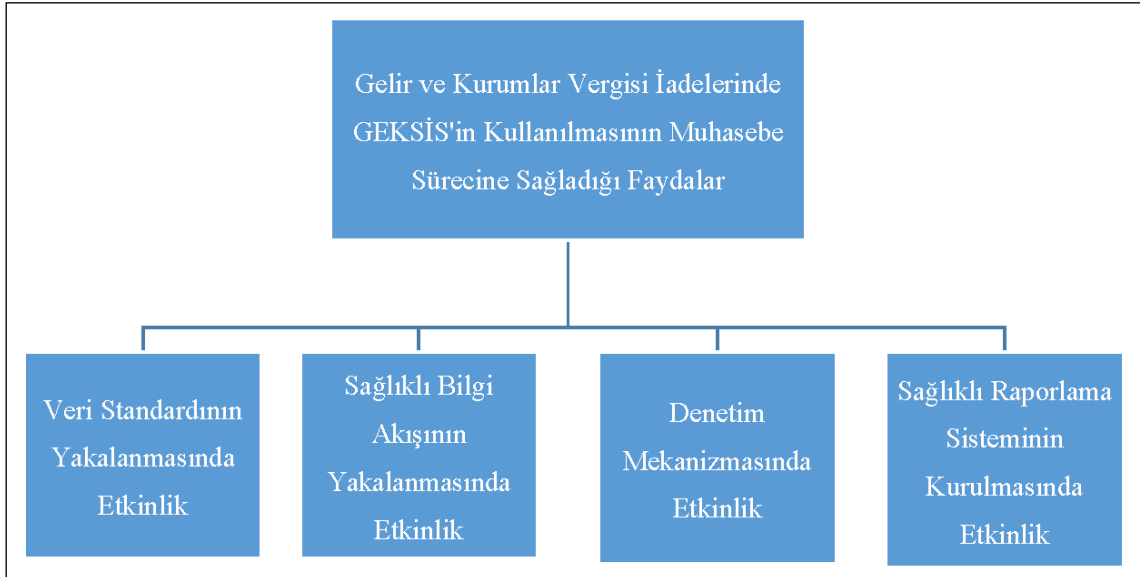 Gelir ve Kurumlar Vergisi İadelerinde
GEKSİS'in Kullanılmasının Muhasebe
Sürecine Sağladığı Faydalar
Veri Standardının
Yakalanmasında
Etkinlik
Sağlıklı Bilgi
Akışının
Yakalanmasında
Etkinlik
Denetim
Mekanizmasında
Etkinlik
Sağlıklı Raporlama
Sisteminin
Kurulmasında
Etkinlik